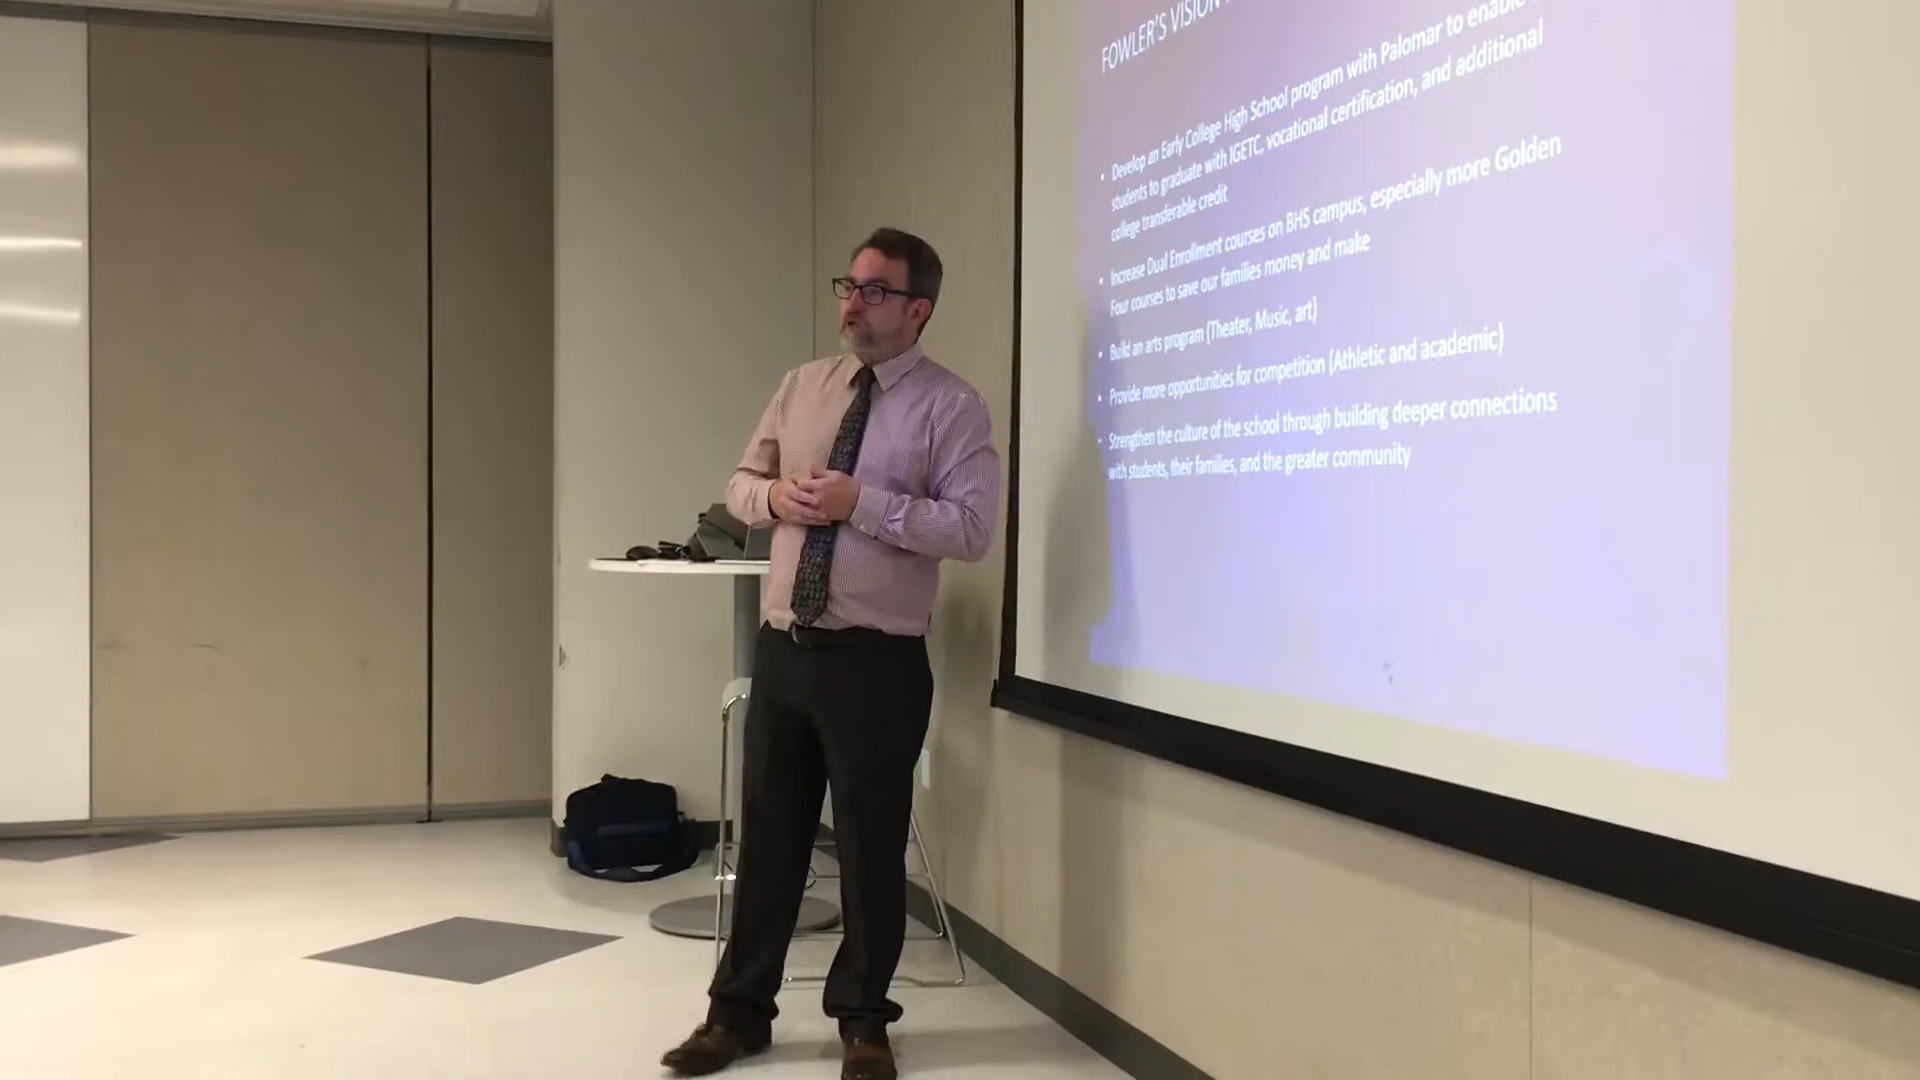 FOWLER'S VISION
• Develop an Early College High School program with Palomar to enable
students to graduate with IGETC, vocational certification, and additional
college transferable credit
• Increase Dual Enrollment courses on BHS campus, especially more Golden
Four courses to save our families money and make
• Build an arts program (Theater, Music, art)
• Provide more opportunities for competition (Athletic and academic)
• Strengthen the culture of the school through building deeper connections
with students, their families, and the greater community